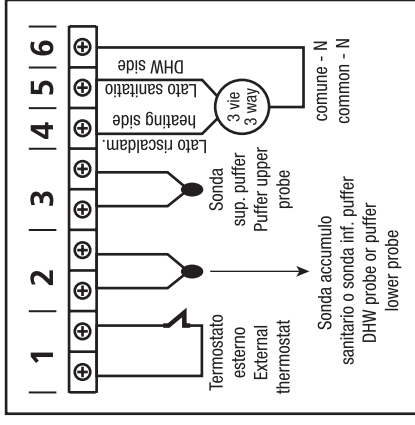 1
2
3
4
5
6
Termostato
esterno
External
thermostat
Sonda accumulo
sanitario o sonda inf. puffer
DHW probe or puffer
lower probe
Sonda
sup. puffer
Puffer upper
probe
Lato riscaldam.
heating side
Lato sanitatio
DHW side
3 vie
3 way
comune - N
common - N